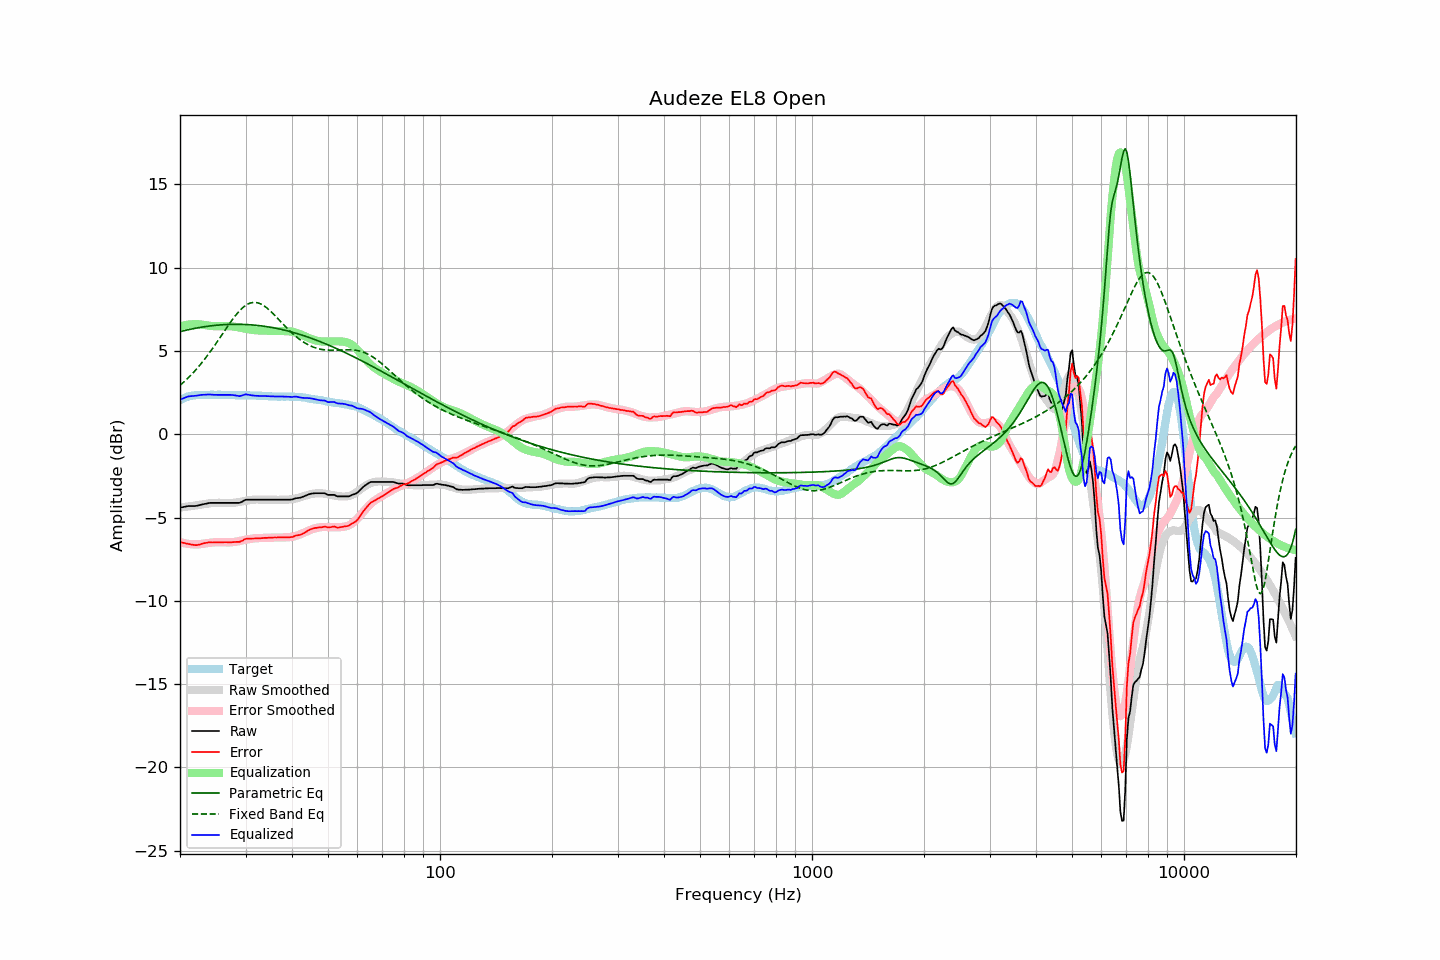 Audeze EL8 Open
Amplitude (dBr)
15
10
5
0
−5
−10
−15
−20
−25
Target
Raw Smoothed
Error Smoothed
Raw
Error
Equalization
Parametric Eq
Fixed Band Eq
Equalized
100 1000 10000
Frequency (Hz)